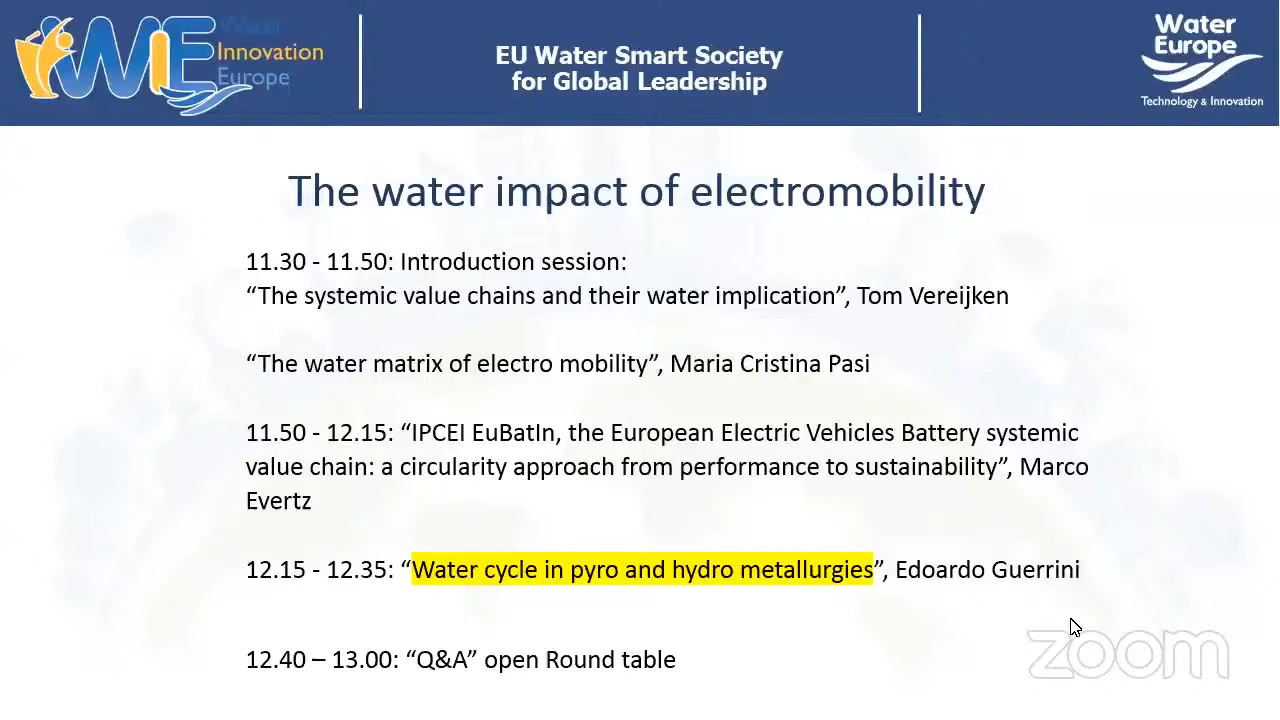 WIE
Water
Innovation
Europe
EU Water Smart Society
for Global Leadership
Water
Europe
Technology & Innovation
The water impact of electromobility
11.30 - 11.50: Introduction session:
“The systemic value chains and their water implication”, Tom Vereijken
“The water matrix of electro mobility”, Maria Cristina Pasi
11.50 - 12.15: “IPCEI EuBatIn, the European Electric Vehicles Battery systemic
value chain: a circularity approach from performance to sustainability”, Marco
Evertz
12.15 - 12.35: “Water cycle in pyro and hydro metallurgies”, Edoardo Guerrini
12.40 – 13.00: “Q&A” open Round table
zoom